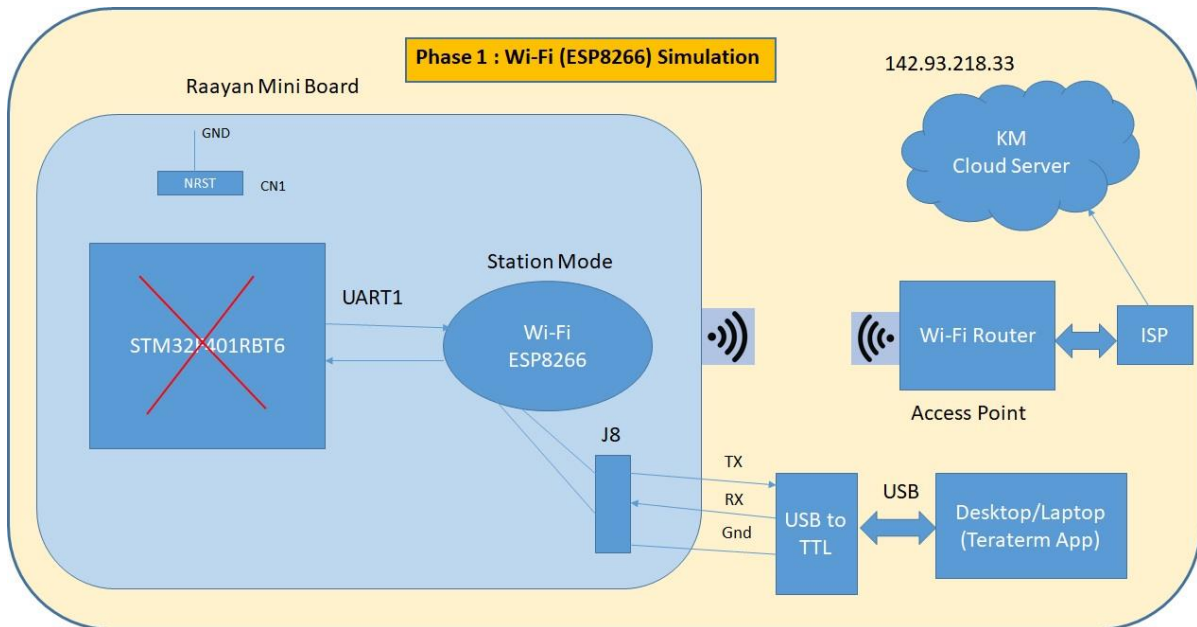 Phase 1 : Wi-Fi (ESP8266) Simulation
142.93.218.33
Raayan Mini Board
KM
Cloud Server
GND
NRST
CN1
Station Mode
UART1
STM32F401RBT6
Wi-Fi
ESP8266
Wi-Fi Router
ISP
Access Point
J8
TX
RX
Gnd
USB to
TTL
USB
Desktop/Laptop
(Teraterm App)